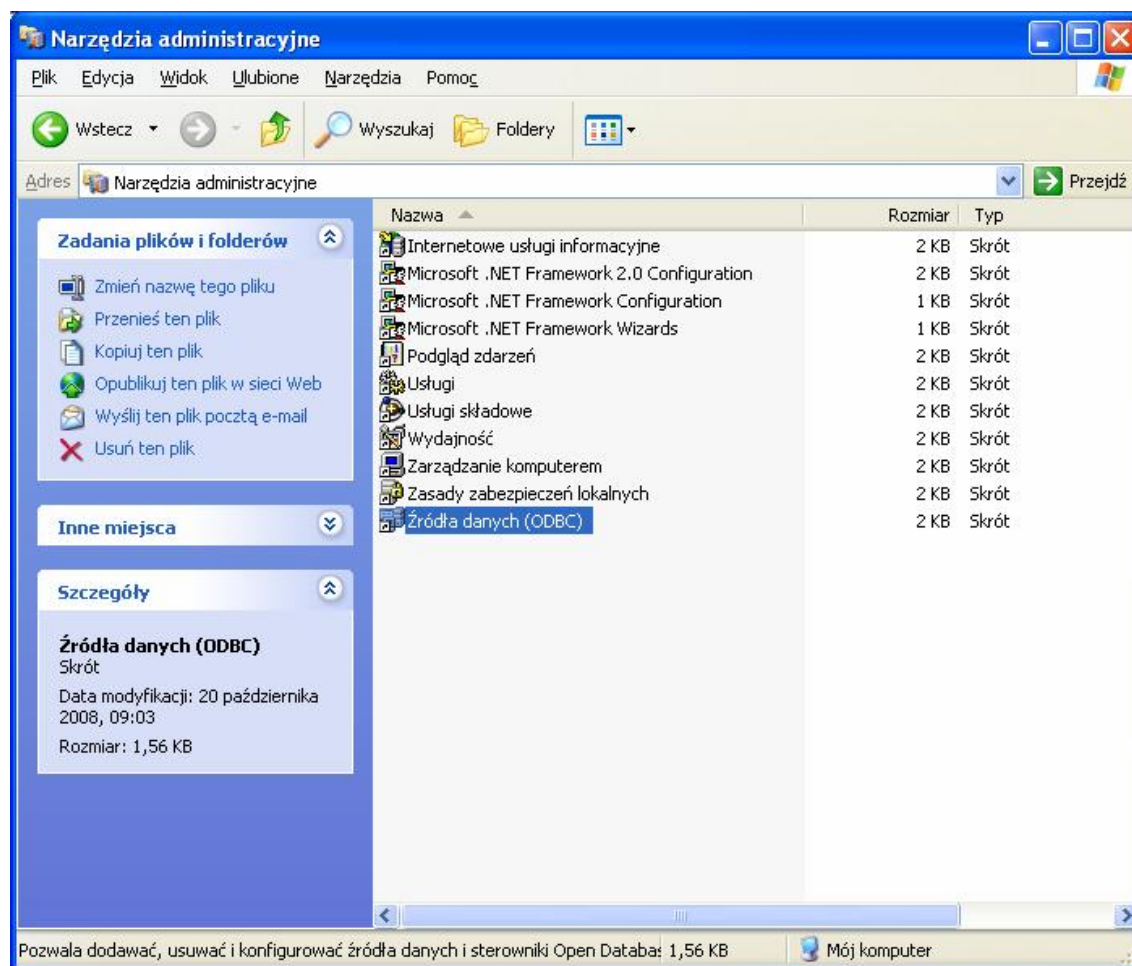 Narzędzia administracyjne
Plik Edycja Widok Ulubione Narzędzia Pomoc
Wstecz Wyszukaj Foldery
Adres Narzędzia administracyjne Przejdź
Zadania plików i folderów
Zmień nazwę tego pliku
Przenieś ten plik
Kopiuj ten plik
Opublikuj ten plik w sieci Web
Wyślij ten plik pocztą e-mail
Usuń ten plik
Inne miejsca
Szczegóły
Źródła danych (ODBC)
Skrót
Data modyfikacji: 20 października
2008, 09:03
Rozmiar: 1,56 KB
Nazwa Rozmiar Typ
Internetowe usługi informacyjne 2 KB Skrót
Microsoft .NET Framework 2.0 Configuration 2 KB Skrót
Microsoft .NET Framework Configuration 1 KB Skrót
Microsoft .NET Framework Wizards 1 KB Skrót
Podgląd zdarzeń 2 KB Skrót
Usługi 2 KB Skrót
Usługi składowe 2 KB Skrót
Wydajność 2 KB Skrót
Zarządzanie komputerem 2 KB Skrót
Zasady zabezpieczeń lokalnych 2 KB Skrót
Źródła danych (ODBC) 2 KB Skrót
Pozwala dodawać, usuwać i konfigurować źródła danych i sterowniki Open Databas 1,56 KB Mój komputer